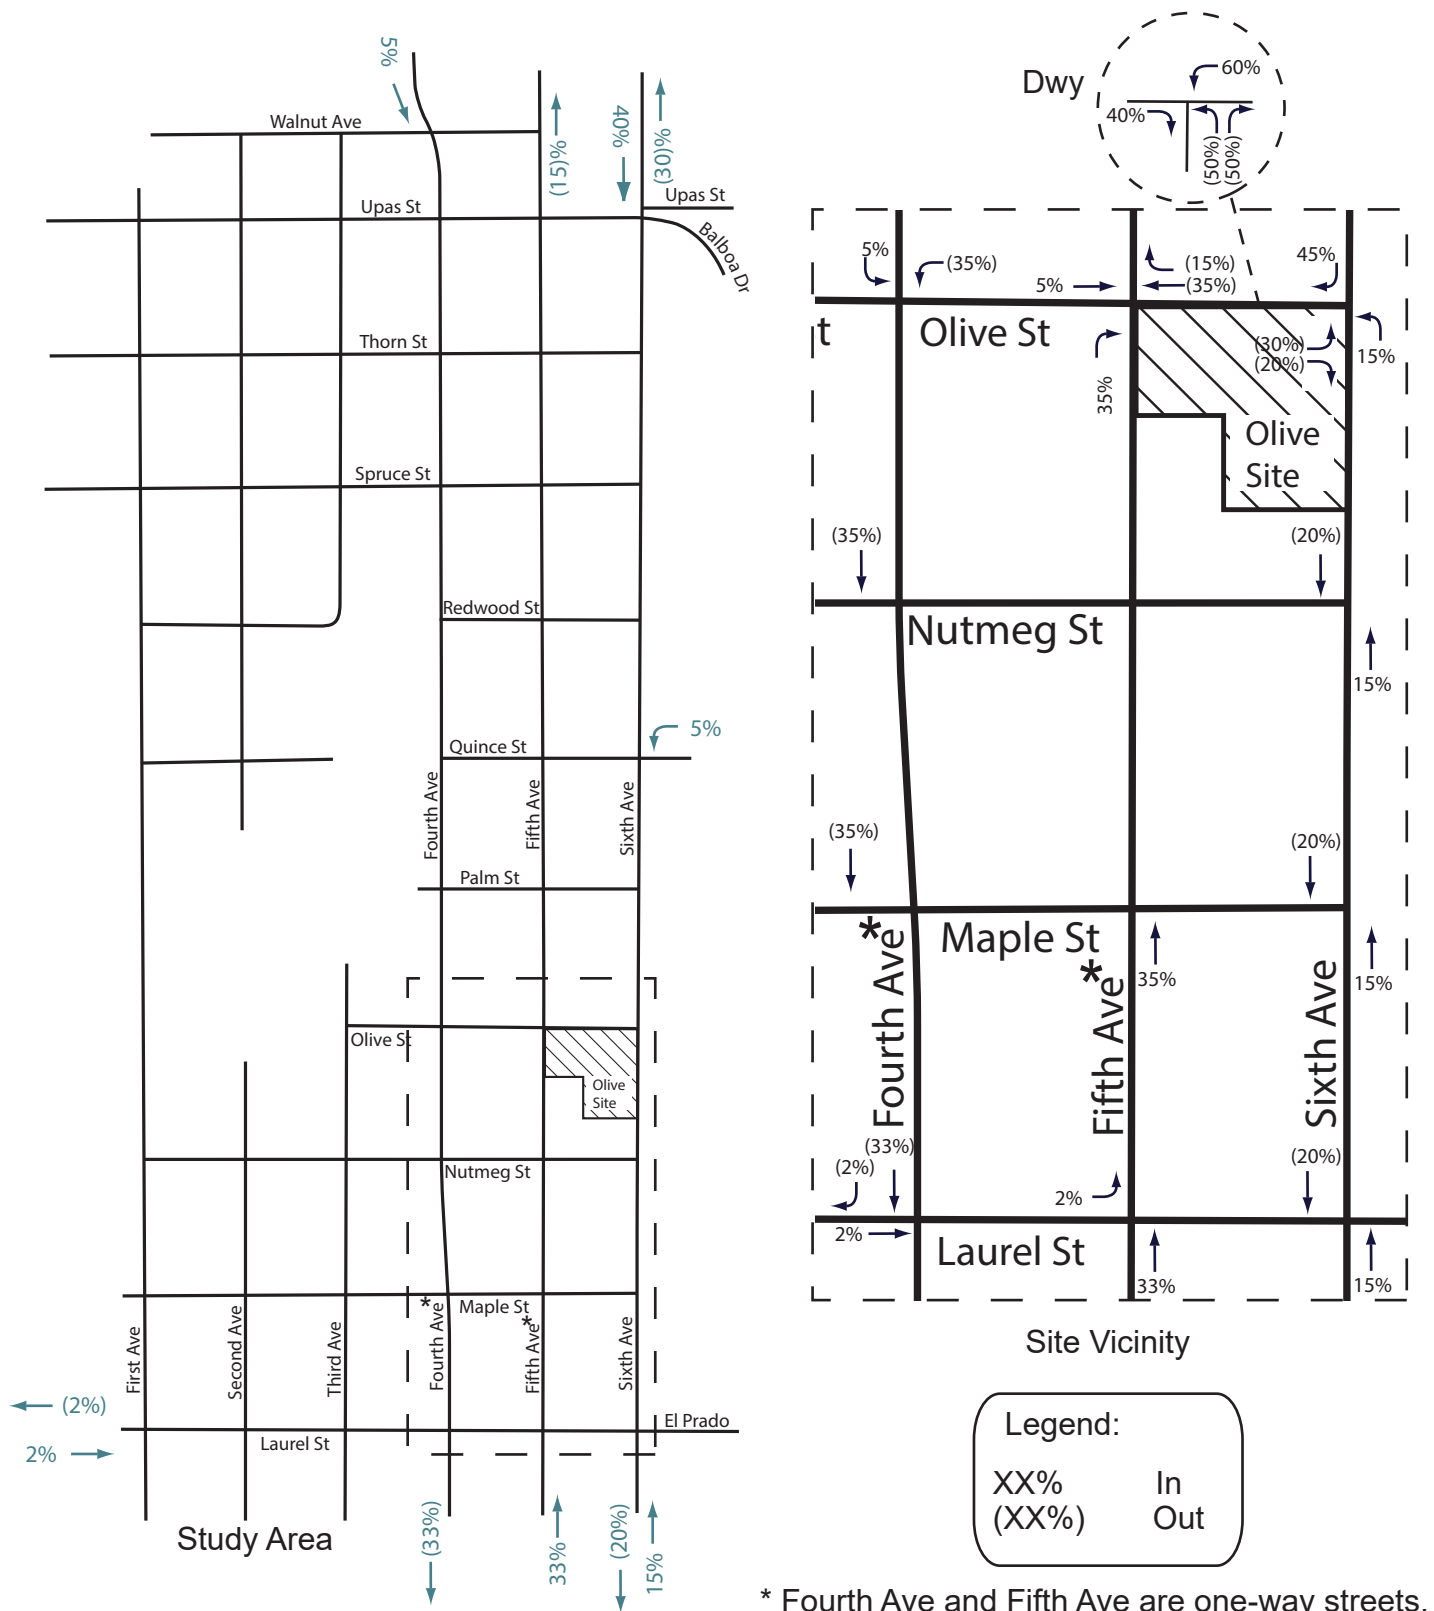 5%
Walnut Ave
(15)%
40%
(30)%
Upas St
Upas St
Balboa Dr
Thorn St
Spruce St
Redwood St
Quince St
5%
Fourth Ave
Fifth Ave
Sixth Ave
Palm St
Olive St
Olive
Site
Nutmeg St
Maple St
*
*
First Ave
Second Ave
Third Ave
Fourth Ave
Fifth Ave
Sixth Ave
(2%)
El Prado
Laurel St
2%
(33%)
33%
(20%)
15%
Study Area
Dwy
60%
40%
(50%)
(50%)
5%
(35%)
5%
(15%)
(35%)
45%
t
Olive St
35%
(30%)
(20%)
15%
Olive
Site
(35%)
(20%)
Nutmeg St
15%
(35%)
(20%)
Maple St
*
*
35%
15%
Fourth Ave
Fifth Ave
Sixth Ave
(33%)
(2%)
(20%)
2%
2%
Laurel St
33%
15%
Site Vicinity
Legend:
XX% In
(XX%) Out
* Fourth Ave and Fifth Ave are one-way streets.